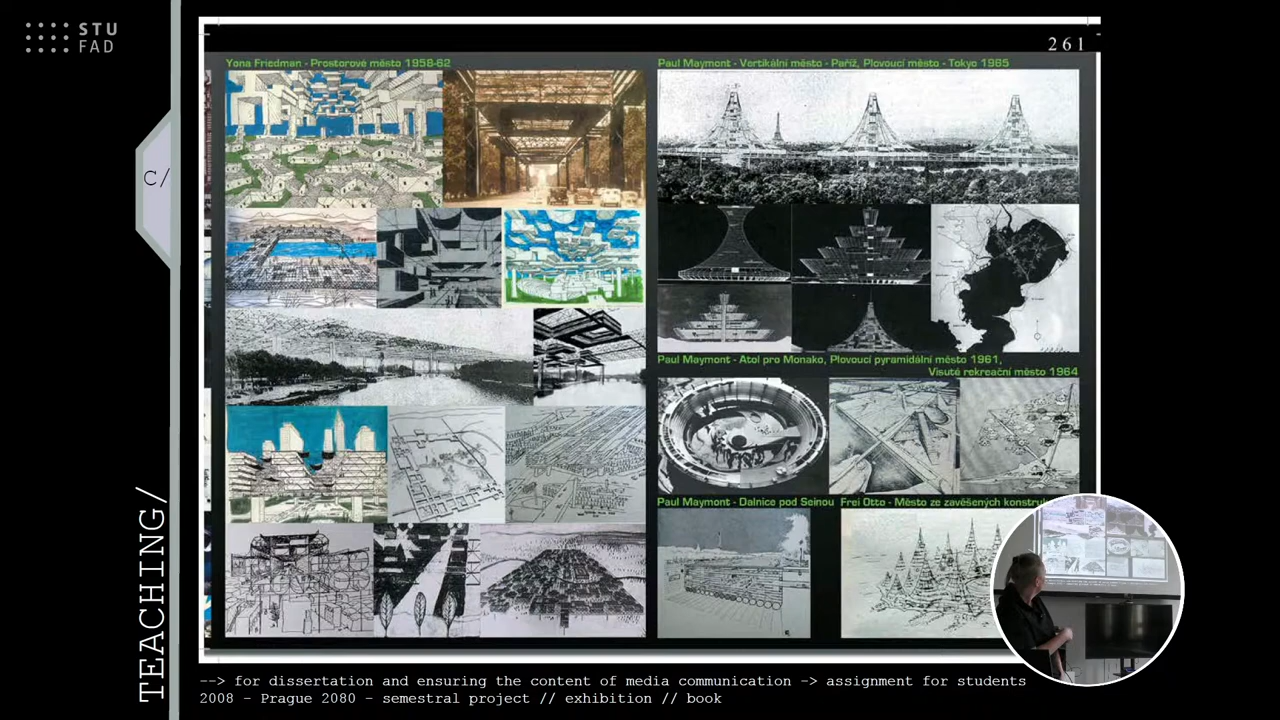 STU
FAD
C/
TEACHING/
261
Yona Friedman - Prostorové město 1958-62
Paul Maymont - Vertikální město - Paříž, Plovoucí město - Tokyo 1965
Paul Maymont - Atol pro Monako, Plovoucí pyramidální město 1961,
Visuté rekreační město 1964
Paul Maymont - Dalnice pod Seinou
Frei Otto - Město ze zavěšených
--> for dissertation and ensuring the content of media communication -> assignment for students
2008 - Prague 2080 - semestral project // exhibition // book